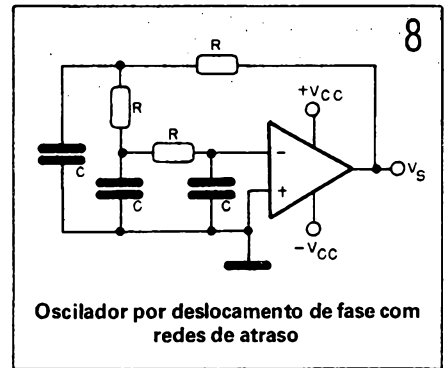 8
R
+VCC
R
R
C
C
C
−
+
VS
−VCC
Oscilador por deslocamento de fase com
redes de atraso